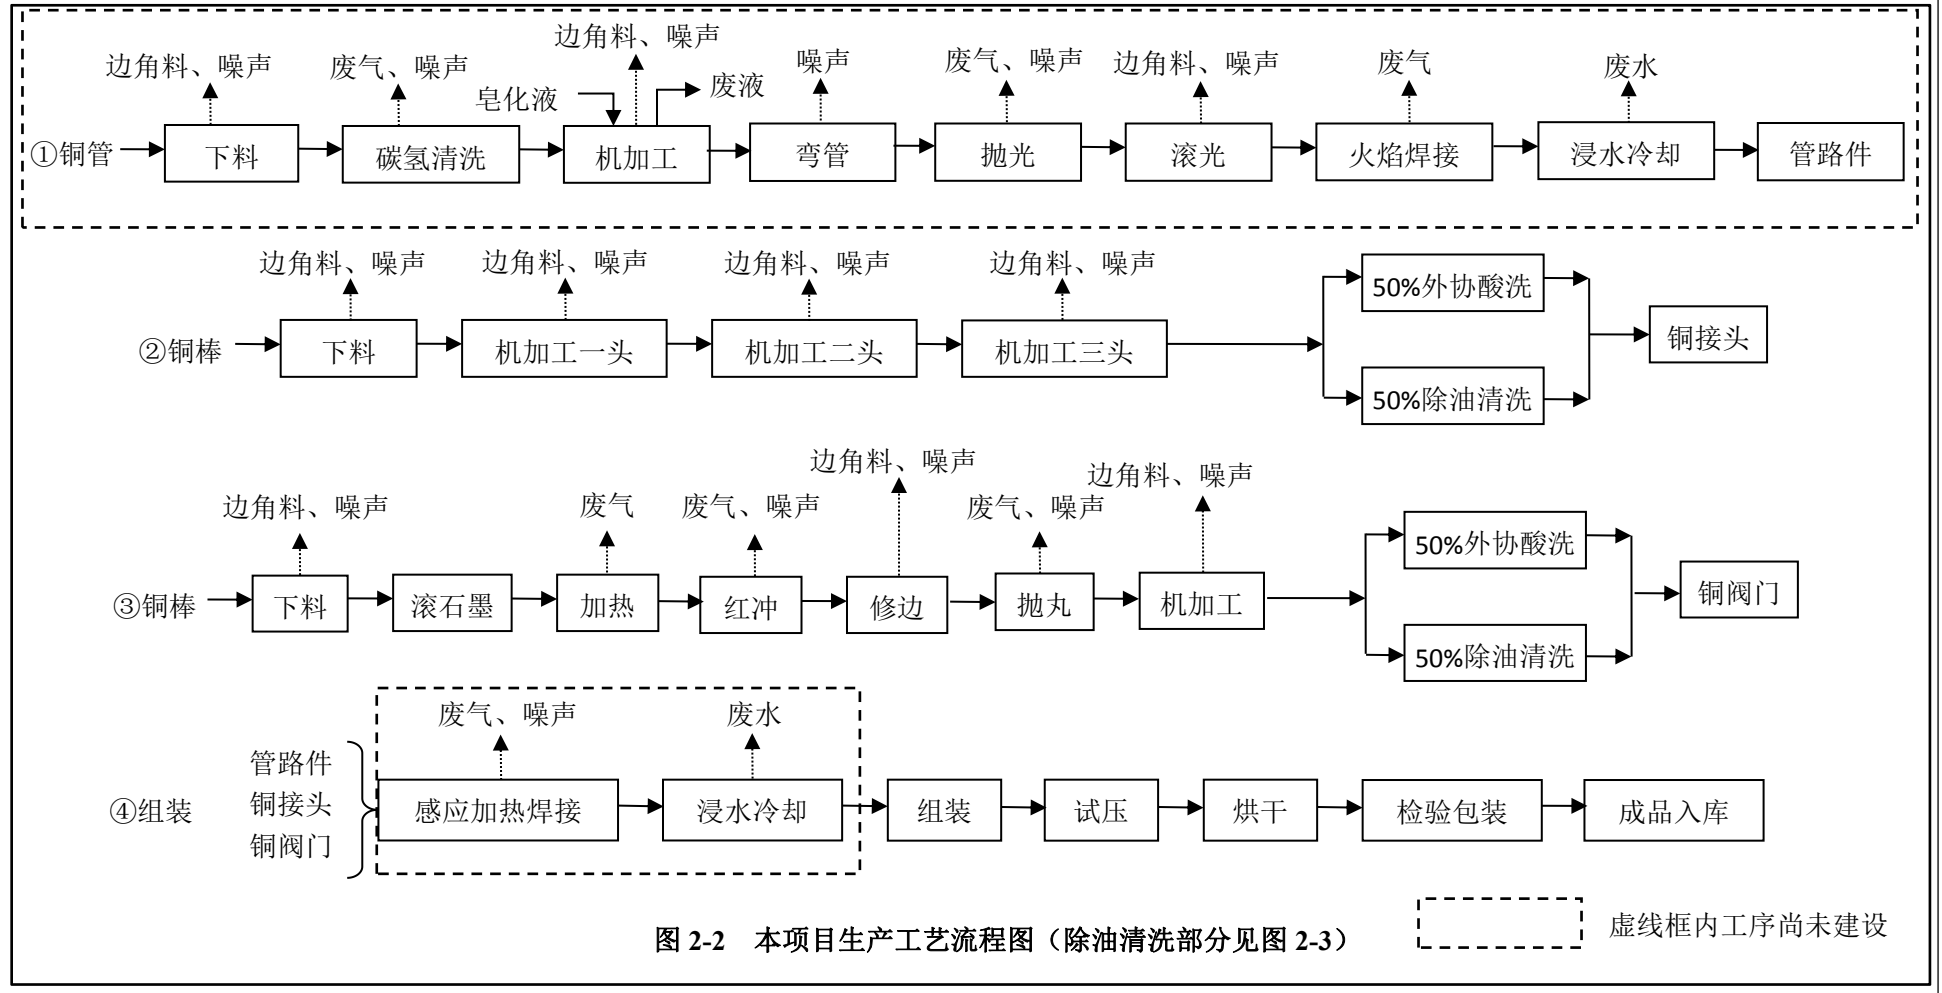 边角料、噪声
废气、噪声
边角料、噪声
皂化液
废液
噪声
废气、噪声
边角料、噪声
废气
废水
①铜管
下料
碳氢清洗
机加工
弯管
抛光
滚光
火焰焊接
浸水冷却
管路件
边角料、噪声
边角料、噪声
边角料、噪声
边角料、噪声
②铜棒
下料
机加工一头
机加工二头
机加工三头
50%外协酸洗
50%除油清洗
铜接头
边角料、噪声
废气
废气、噪声
边角料、噪声
废气、噪声
边角料、噪声
③铜棒
下料
滚石墨
加热
红冲
修边
抛丸
机加工
50%外协酸洗
50%除油清洗
铜阀门
废气、噪声
废水
④组装
管路件
铜接头
铜阀门
感应加热焊接
浸水冷却
组装
试压
烘干
检验包装
成品入库
图 2-2 本项目生产工艺流程图（除油清洗部分见图 2-3）
虚线框内工序尚未建设